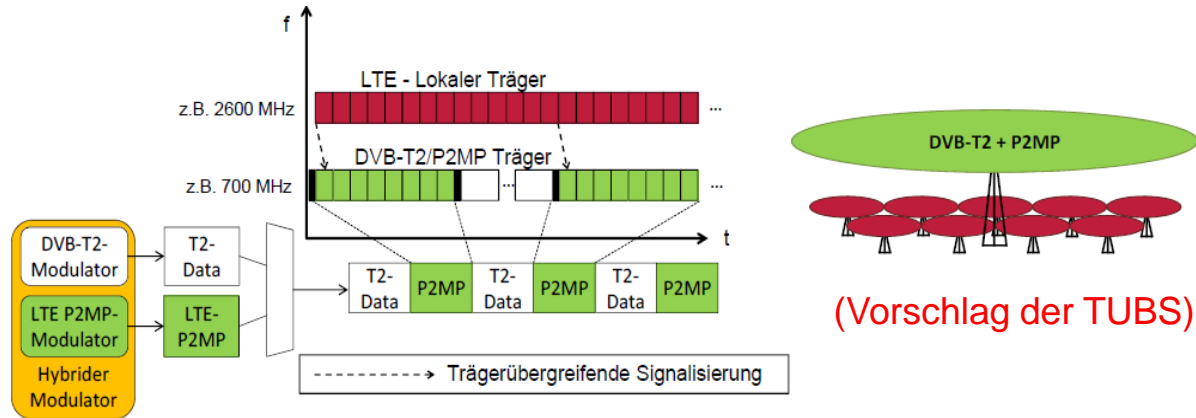 f
LTE - Lokaler Träger
z.B. 2600 MHz
...
DVB-T2/P2MP Träger
z.B. 700 MHz
...
...
t
DVB-T2 + P2MP
DVB-T2-
Modulator
T2-
Data
LTE P2MP-
Modulator
LTE-
P2MP
Hybrider
Modulator
T2-
Data
P2MP
T2-
Data
P2MP
T2-
Data
P2MP
Trägerübergreifende Signalisierung
(Vorschlag der TUBS)